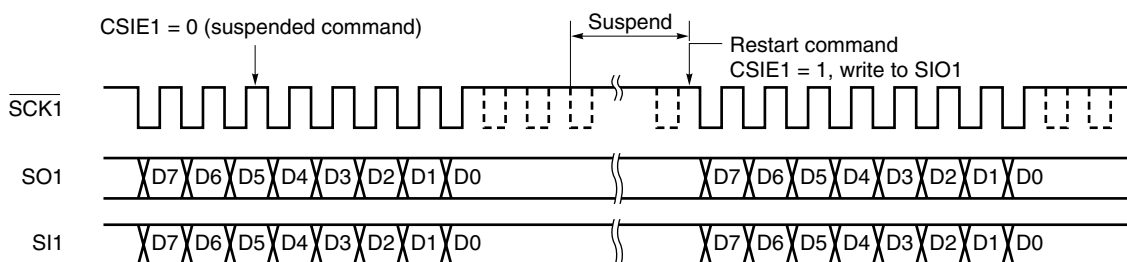 CSIE1 = 0 (suspended command)
Suspend
Restart command
CSIE1 = 1, write to SIO1
SCK1
SO1 D7 D6 D5 D4 D3 D2 D1 D0 D7 D6 D5 D4 D3 D2 D1 D0
SI1 D7 D6 D5 D4 D3 D2 D1 D0 D7 D6 D5 D4 D3 D2 D1 D0